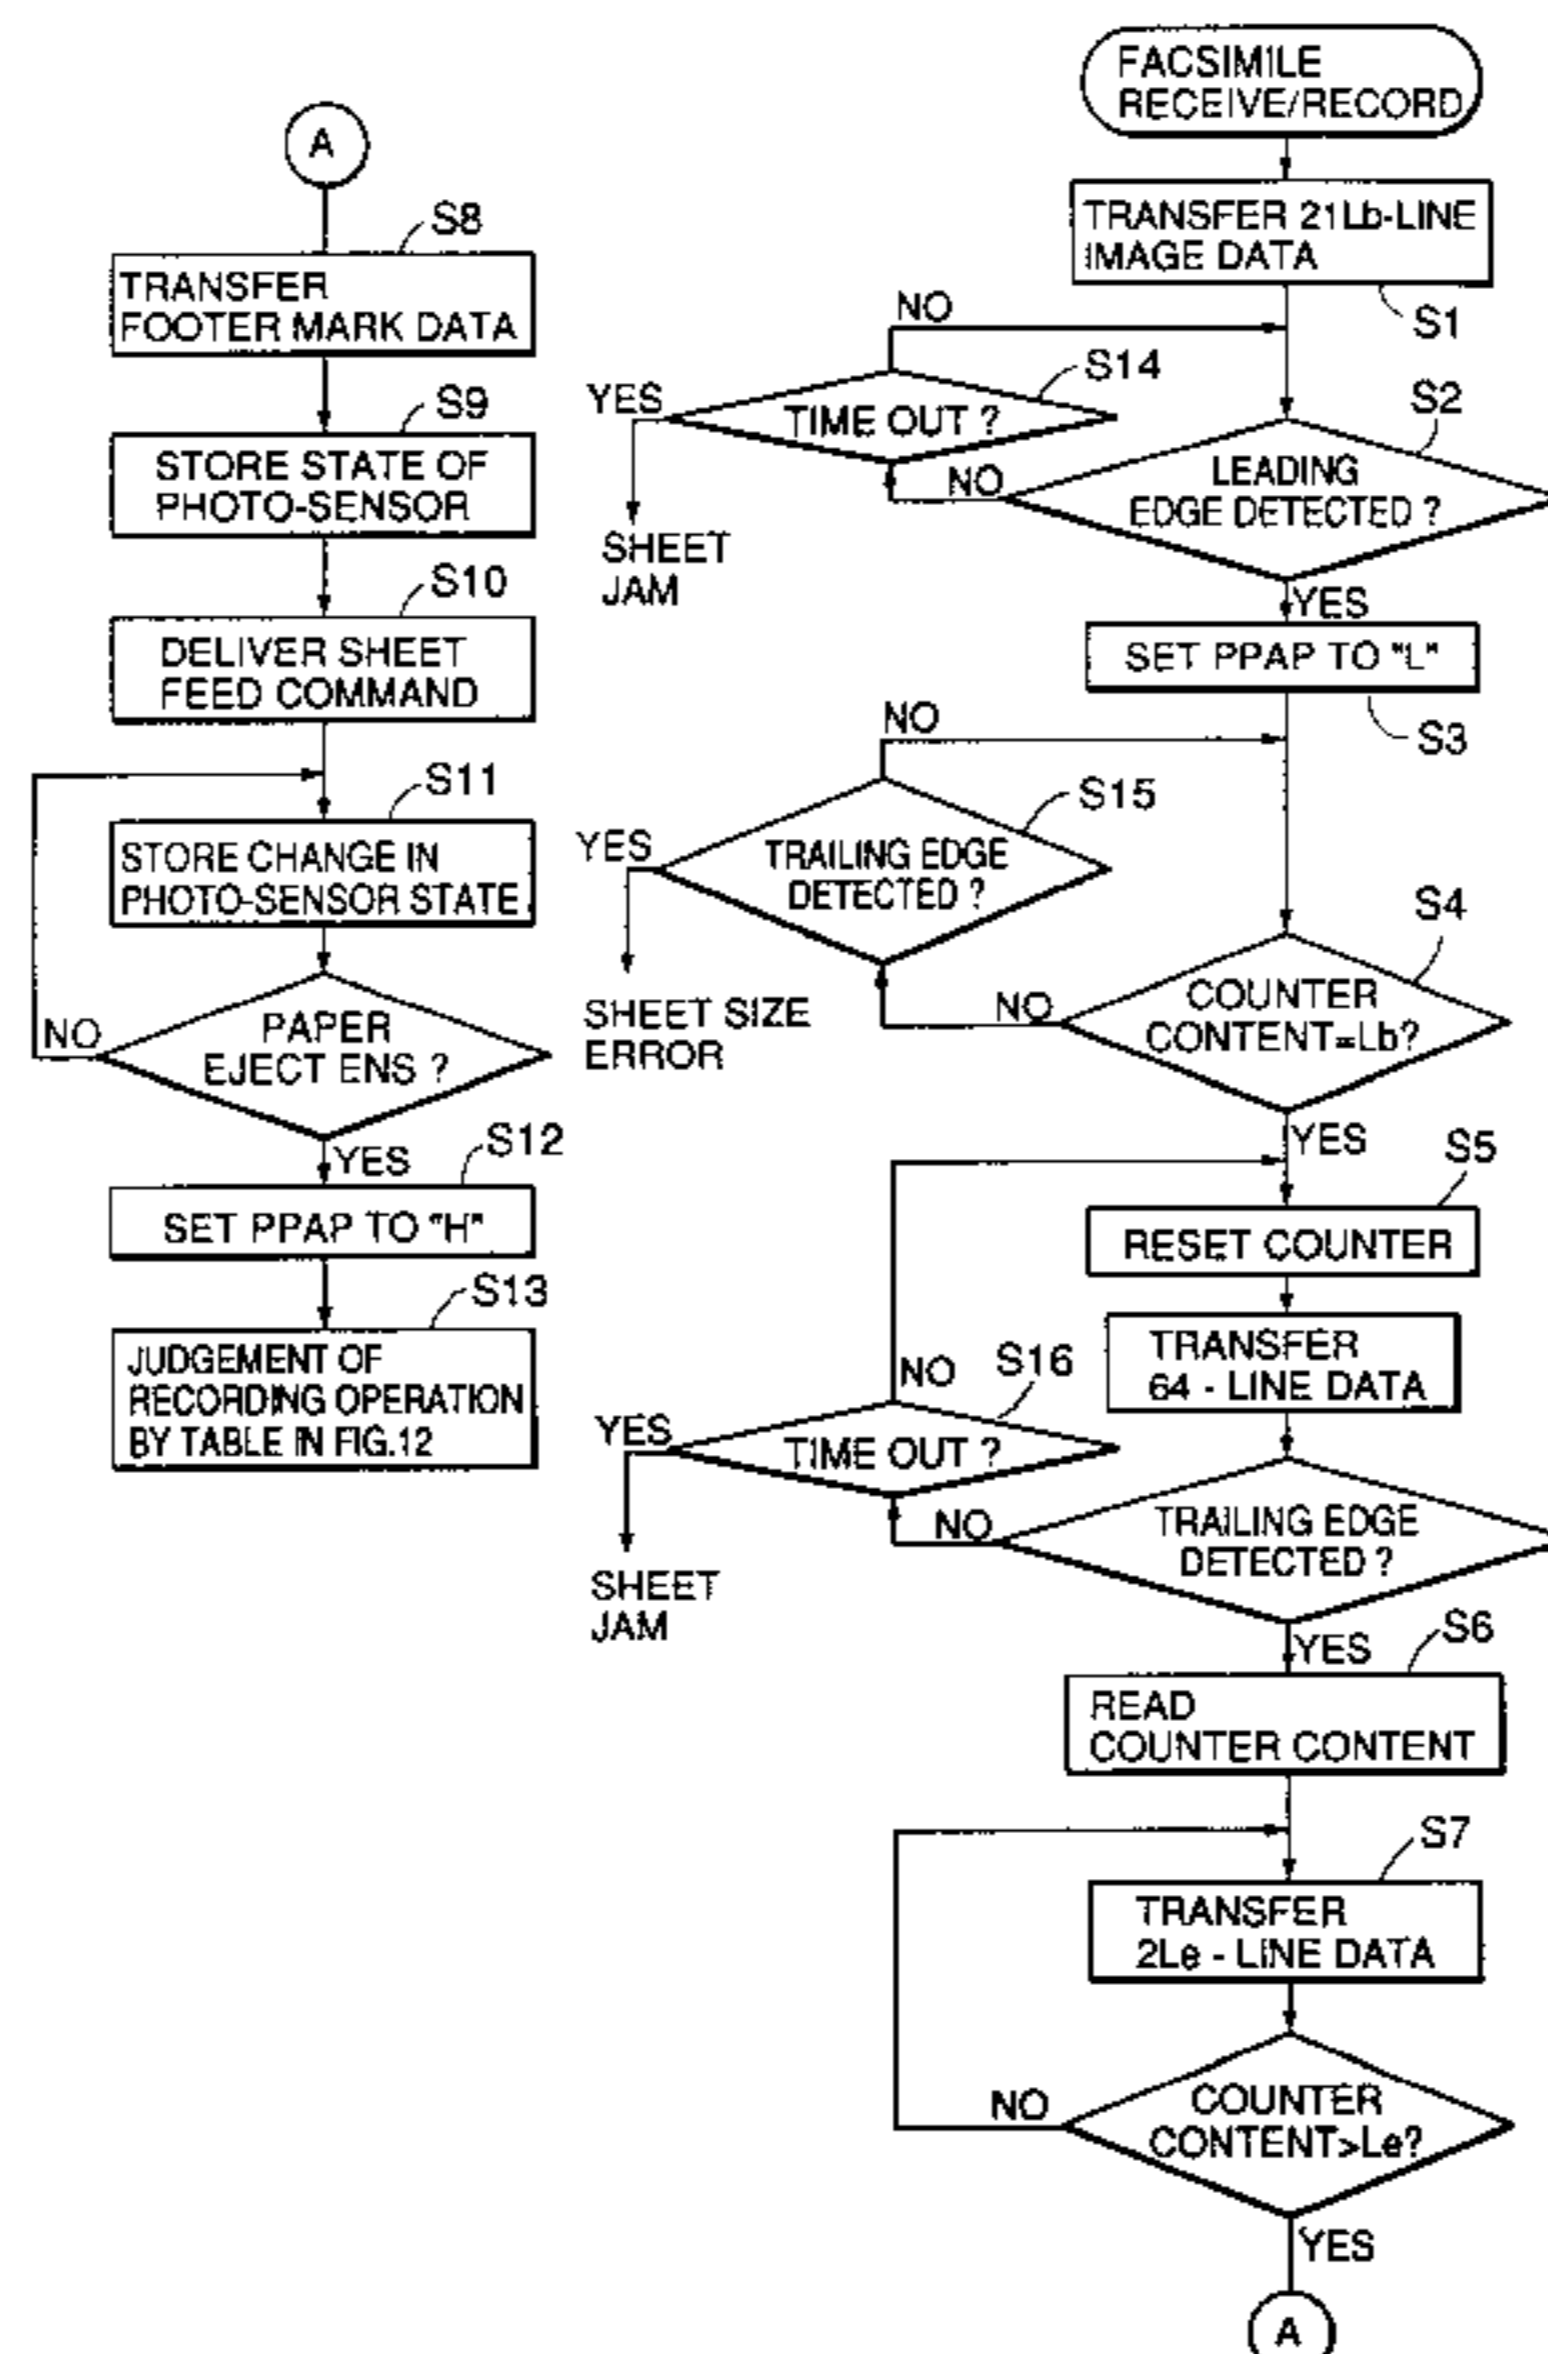 FACSIMILE
RECEIVE/RECORD
TRANSFER 21Lb-LINE
IMAGE DATA
S1
NO
S14
TIME OUT ?
YES
SHEET
JAM
S2
LEADING
EDGE DETECTED ?
NO
YES
SET PPAP TO "L"
S3
NO
S15
TRAILING EDGE
DETECTED ?
YES
SHEET SIZE
ERROR
S4
COUNTER
CONTENT=Lb?
NO
YES
S5
RESET COUNTER
TRANSFER
64 - LINE DATA
NO
S16
TIME OUT ?
YES
SHEET
JAM
TRAILING EDGE
DETECTED ?
NO
YES
S6
READ
COUNTER CONTENT
S7
TRANSFER
2Le - LINE DATA
COUNTER
CONTENT>Le?
NO
YES
A
A
S8
TRANSFER
FOOTER MARK DATA
S9
STORE STATE OF
PHOTO-SENSOR
S10
DELIVER SHEET
FEED COMMAND
S11
STORE CHANGE IN
PHOTO-SENSOR STATE
PAPER
EJECT ENS ?
NO
YES
S12
SET PPAP TO "H"
S13
JUDGEMENT OF
RECORDING OPERATION
BY TABLE IN FIG.12